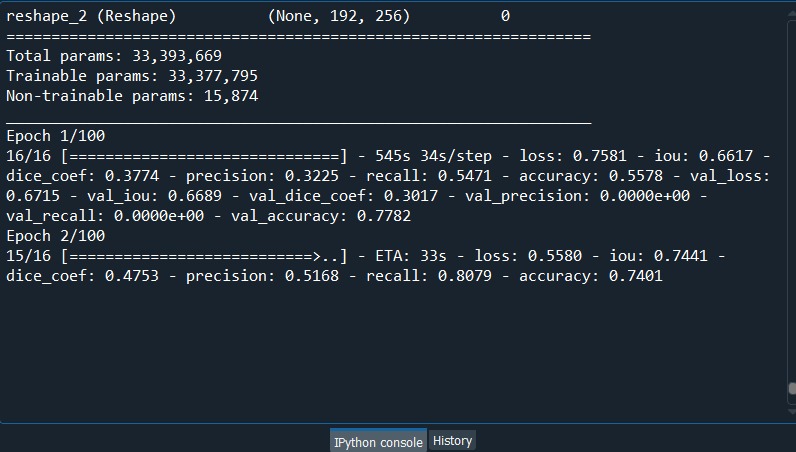 reshape_2 (Reshape)          (None, 192, 256)          0
=================================================================
Total params: 33,393,669
Trainable params: 33,377,795
Non-trainable params: 15,874
_________________________________________________________________
Epoch 1/100
16/16 [==============================] - 545s 34s/step - loss: 0.7581 - iou: 0.6617 -
dice_coef: 0.3774 - precision: 0.3225 - recall: 0.5471 - accuracy: 0.5578 - val_loss:
0.6715 - val_iou: 0.6689 - val_dice_coef: 0.3017 - val_precision: 0.0000e+00 -
val_recall: 0.0000e+00 - val_accuracy: 0.7782
Epoch 2/100
15/16 [===========================>..] - ETA: 33s - loss: 0.5580 - iou: 0.7441 -
dice_coef: 0.4753 - precision: 0.5168 - recall: 0.8079 - accuracy: 0.7401
IPython console History